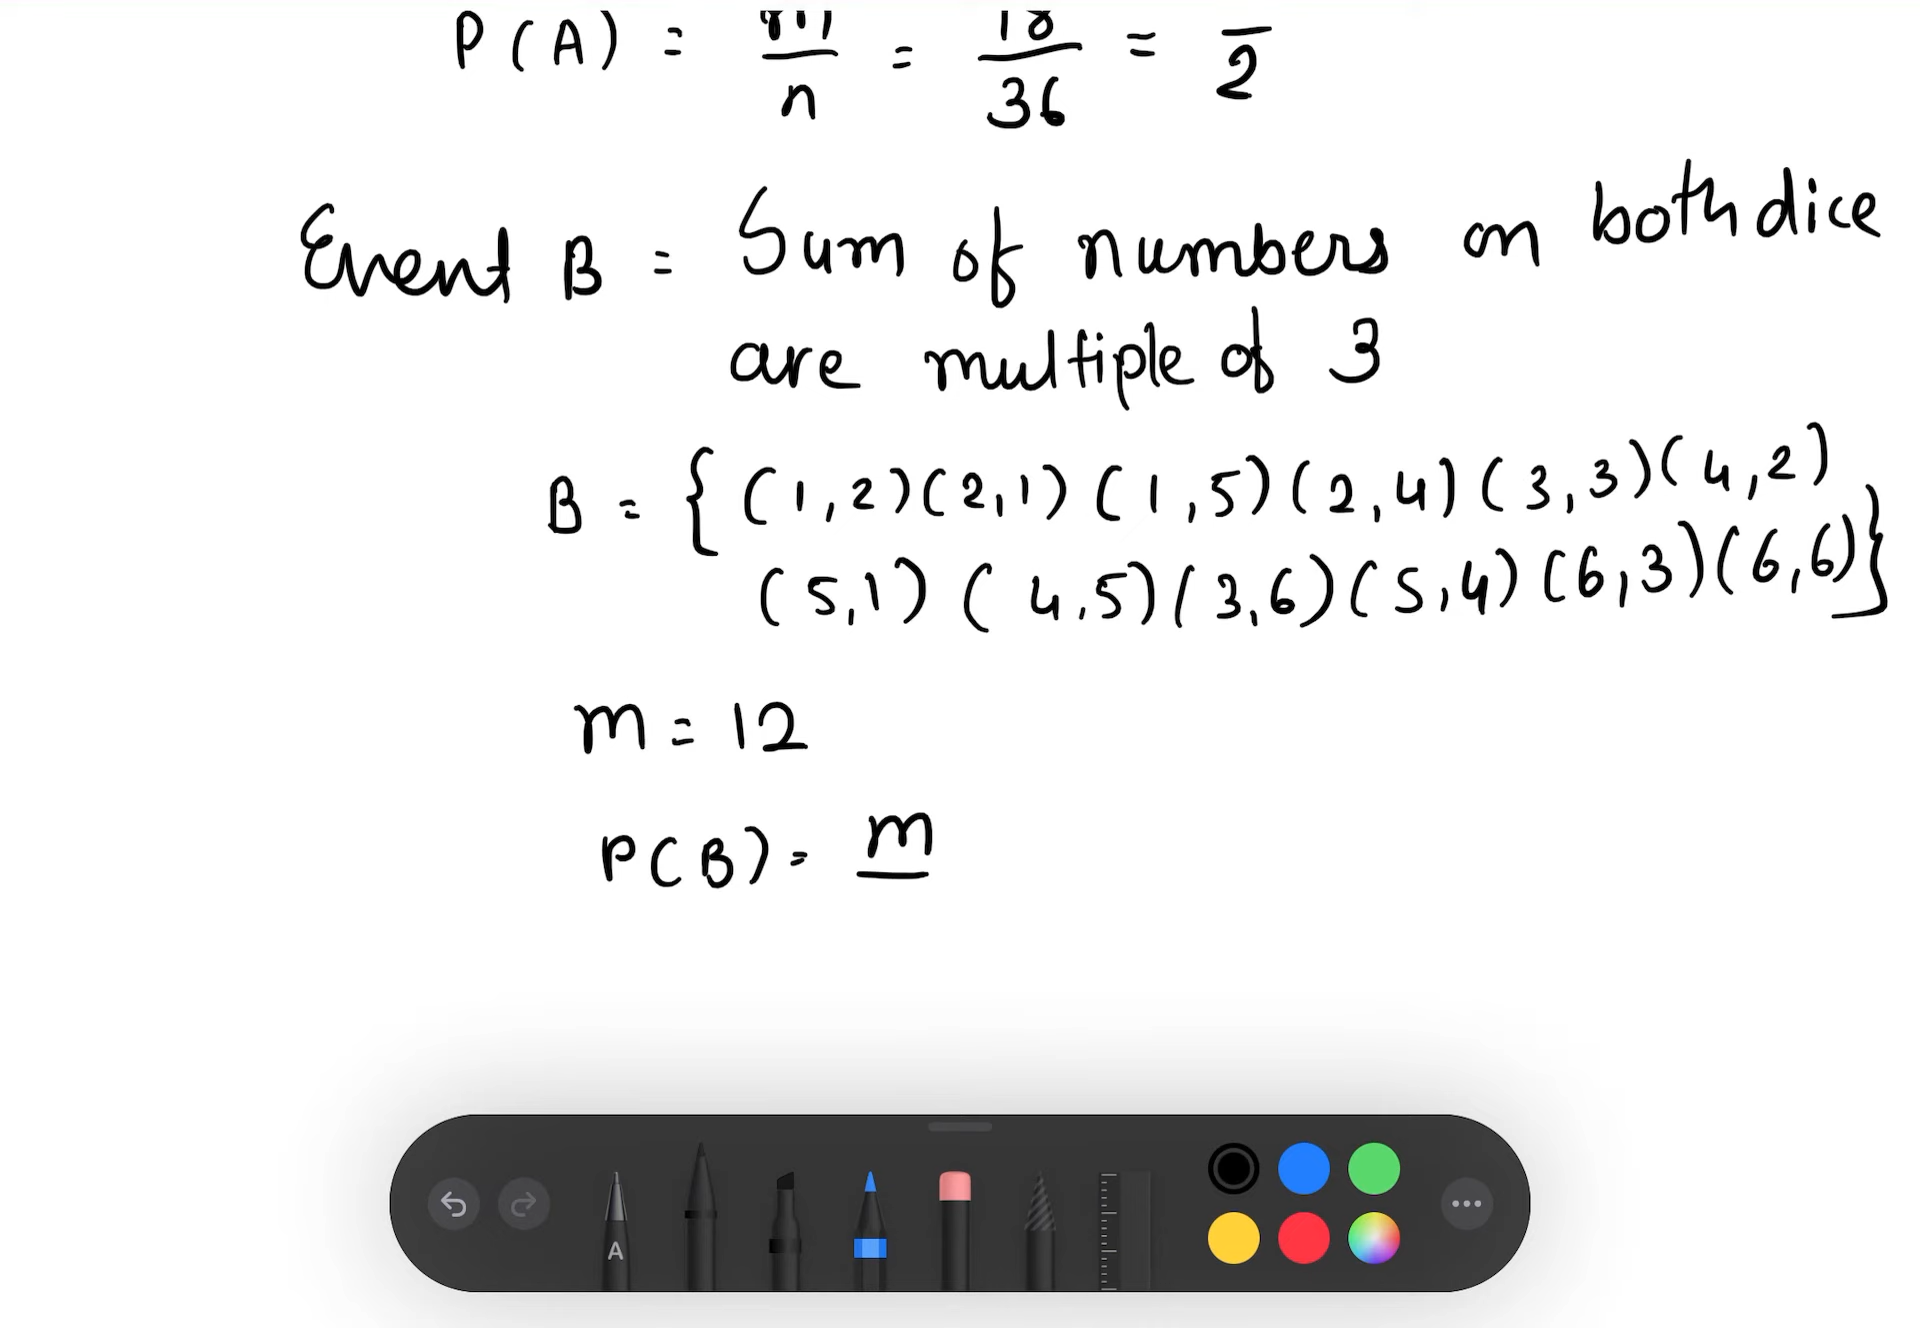 P(A) = m/n = 18/36 = /2
Event B = Sum of numbers on both dice
are multiple of 3
B = { (1,2)(2,1)(1,5)(2,4)(3,3)(4,2)
(5,1)(4,5)(3,6)(5,4)(6,3)(6,6)}
m = 12
P(B) = m
A